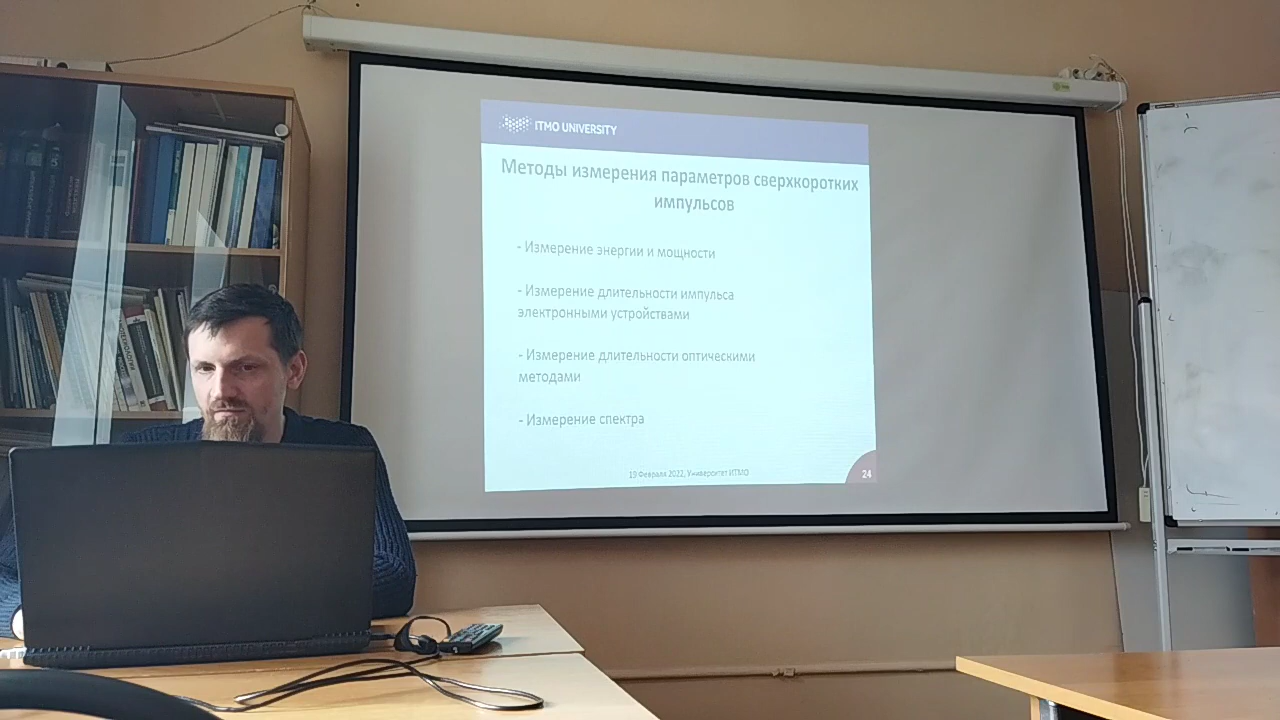 ITMO UNIVERSITY
Методы измерения параметров сверхкоротких
импульсов
- Измерение энергии и мощности
- Измерение длительности импульса
электронными устройствами
- Измерение длительности оптическими
методами
- Измерение спектра
19 Февраля 2022, Университет ИТМО
24